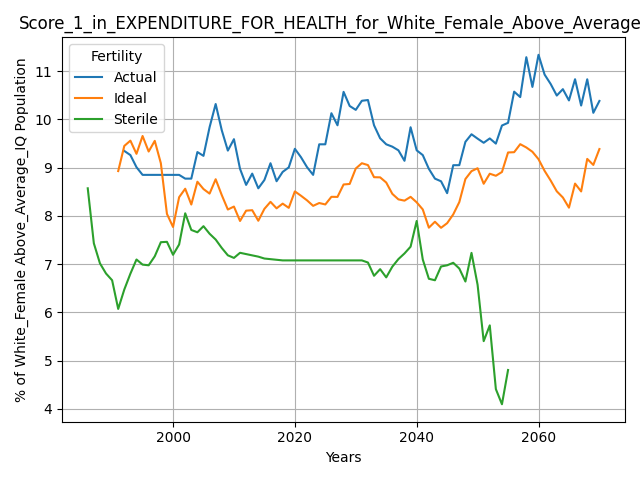 Score_1_in_EXPENDITURE_FOR_HEALTH_for_White_Female_Above_Average
Fertility
Actual
Ideal
Sterile
% of White_Female Above_Average_IQ Population
11
10
9
8
7
6
5
4
2000 2020 2040 2060
Years